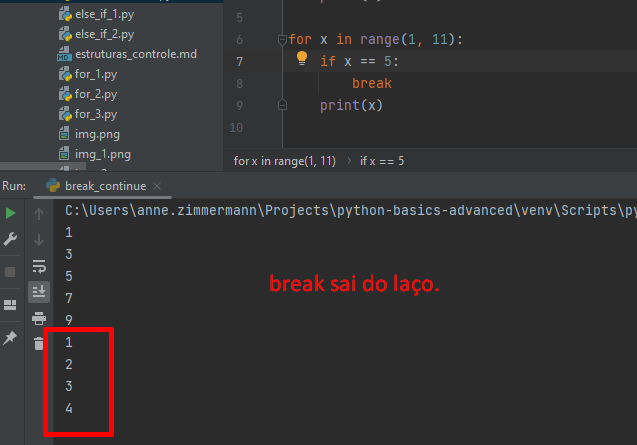 else_if_1.py
else_if_2.py
MD estruturas_controle.md
for_1.py
for_2.py
for_3.py
img.png
img_1.png
5
6 for x in range(1, 11):
7 if x == 5:
8 break
9 print(x)
10
for x in range(1, 11) › if x == 5
Run: break_continue
C:\Users\anne.zimmermann\Projects\python-basics-advanced\venv\Scripts\py
1
3
5
7
9
1
2
3
4
break sai do laço.